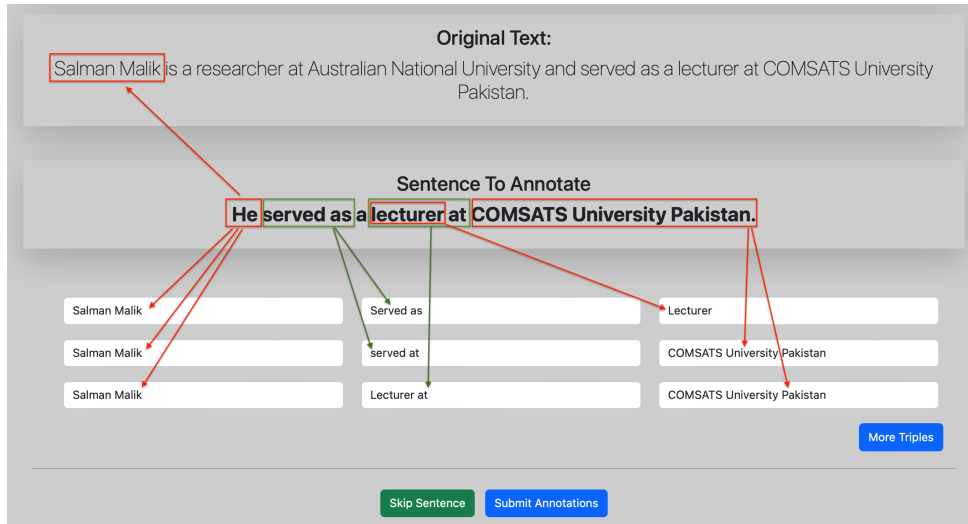 Original Text:
Salman Malik is a researcher at Australian National University and served as a lecturer at COMSATS University
Pakistan.
Sentence To Annotate
He served as a lecturer at COMSATS University Pakistan.
Salman Malik Served as Lecturer
Salman Malik served at COMSATS University Pakistan
Salman Malik Lecturer at COMSATS University Pakistan
More Triples
Skip Sentence Submit Annotations